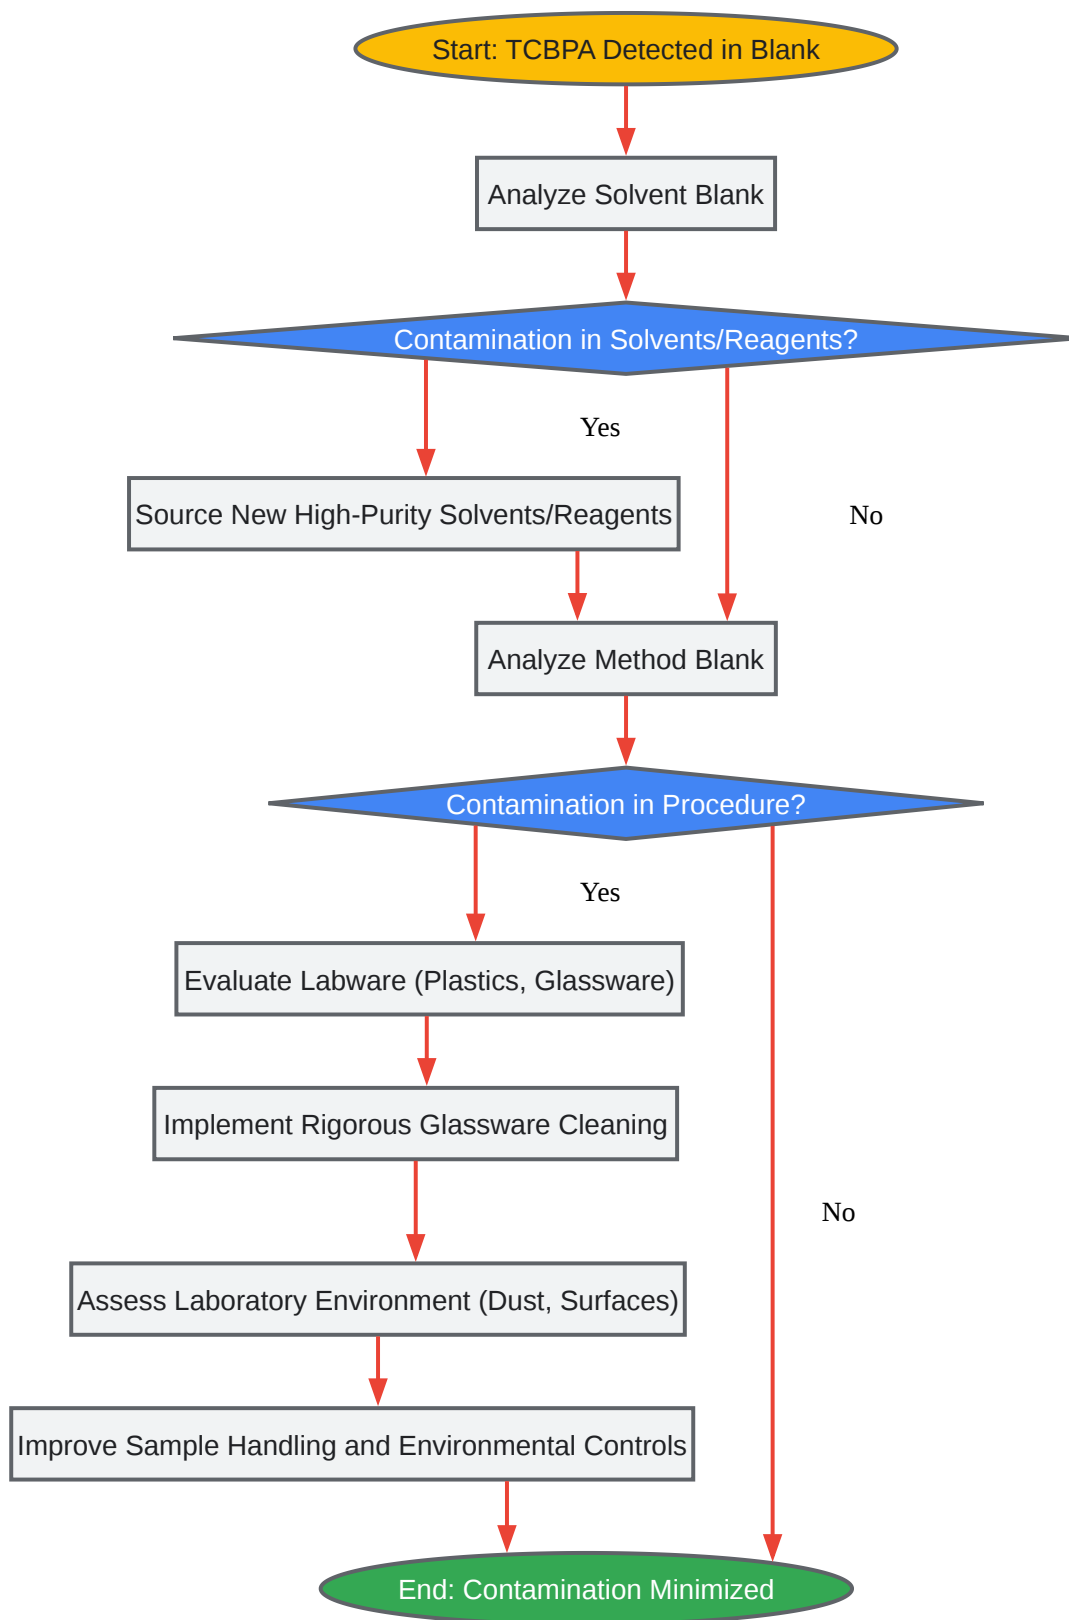 Start: TCBPA Detected in Blank
Analyze Solvent Blank
Contamination in Solvents/Reagents?
Yes
Source New High-Purity Solvents/Reagents
No
Analyze Method Blank
Contamination in Procedure?
Yes
Evaluate Labware (Plastics, Glassware)
Implement Rigorous Glassware Cleaning
No
Assess Laboratory Environment (Dust, Surfaces)
Improve Sample Handling and Environmental Controls
End: Contamination Minimized